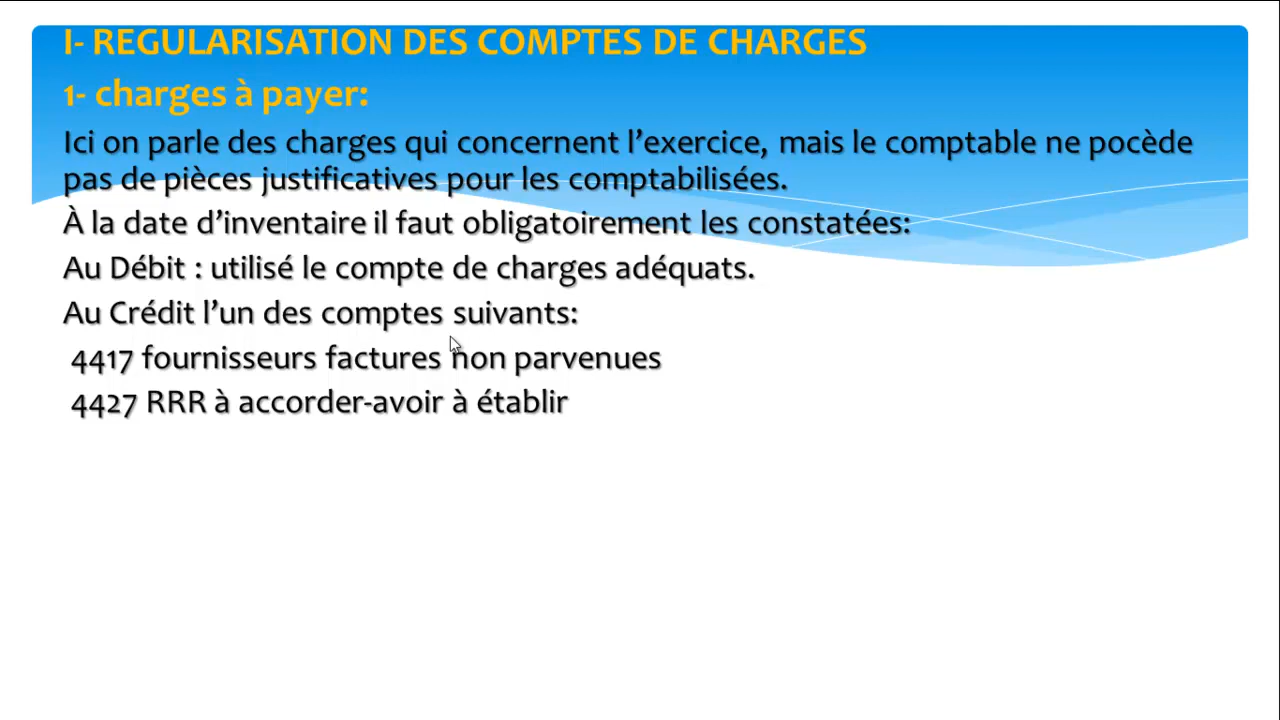 I- REGULARISATION DES COMPTES DE CHARGES
1- charges à payer:
Ici on parle des charges qui concernent l’exercice, mais le comptable ne pocède
pas de pièces justificatives pour les comptabilisées.
À la date d’inventaire il faut obligatoirement les constatées:
Au Débit : utilisé le compte de charges adéquats.
Au Crédit l’un des comptes suivants:
4417 fournisseurs factures non parvenues
4427 RRR à accorder-avoir à établir